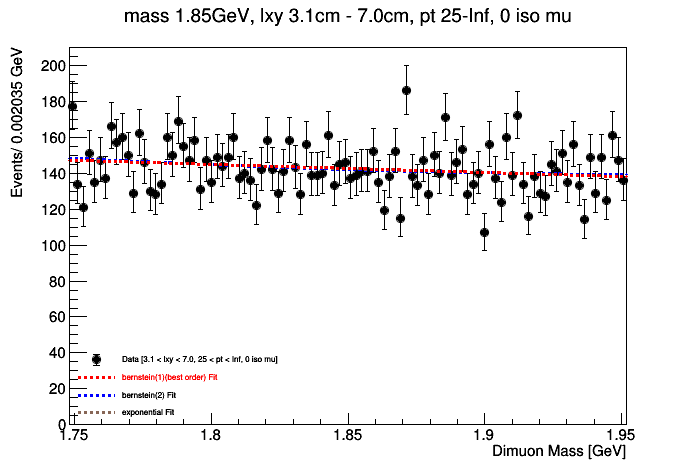 mass 1.85GeV, lxy 3.1cm - 7.0cm, pt 25-Inf, 0 iso mu
Events/ 0.002035 GeV
200
180
160
140
120
100
80
60
40
20
0
Data [3.1 < lxy < 7.0, 25 < pt < Inf, 0 iso mu]
bernstein(1)(best order) Fit
bernstein(2) Fit
exponential Fit
1.75 1.8 1.85 1.9 1.95
Dimuon Mass [GeV]